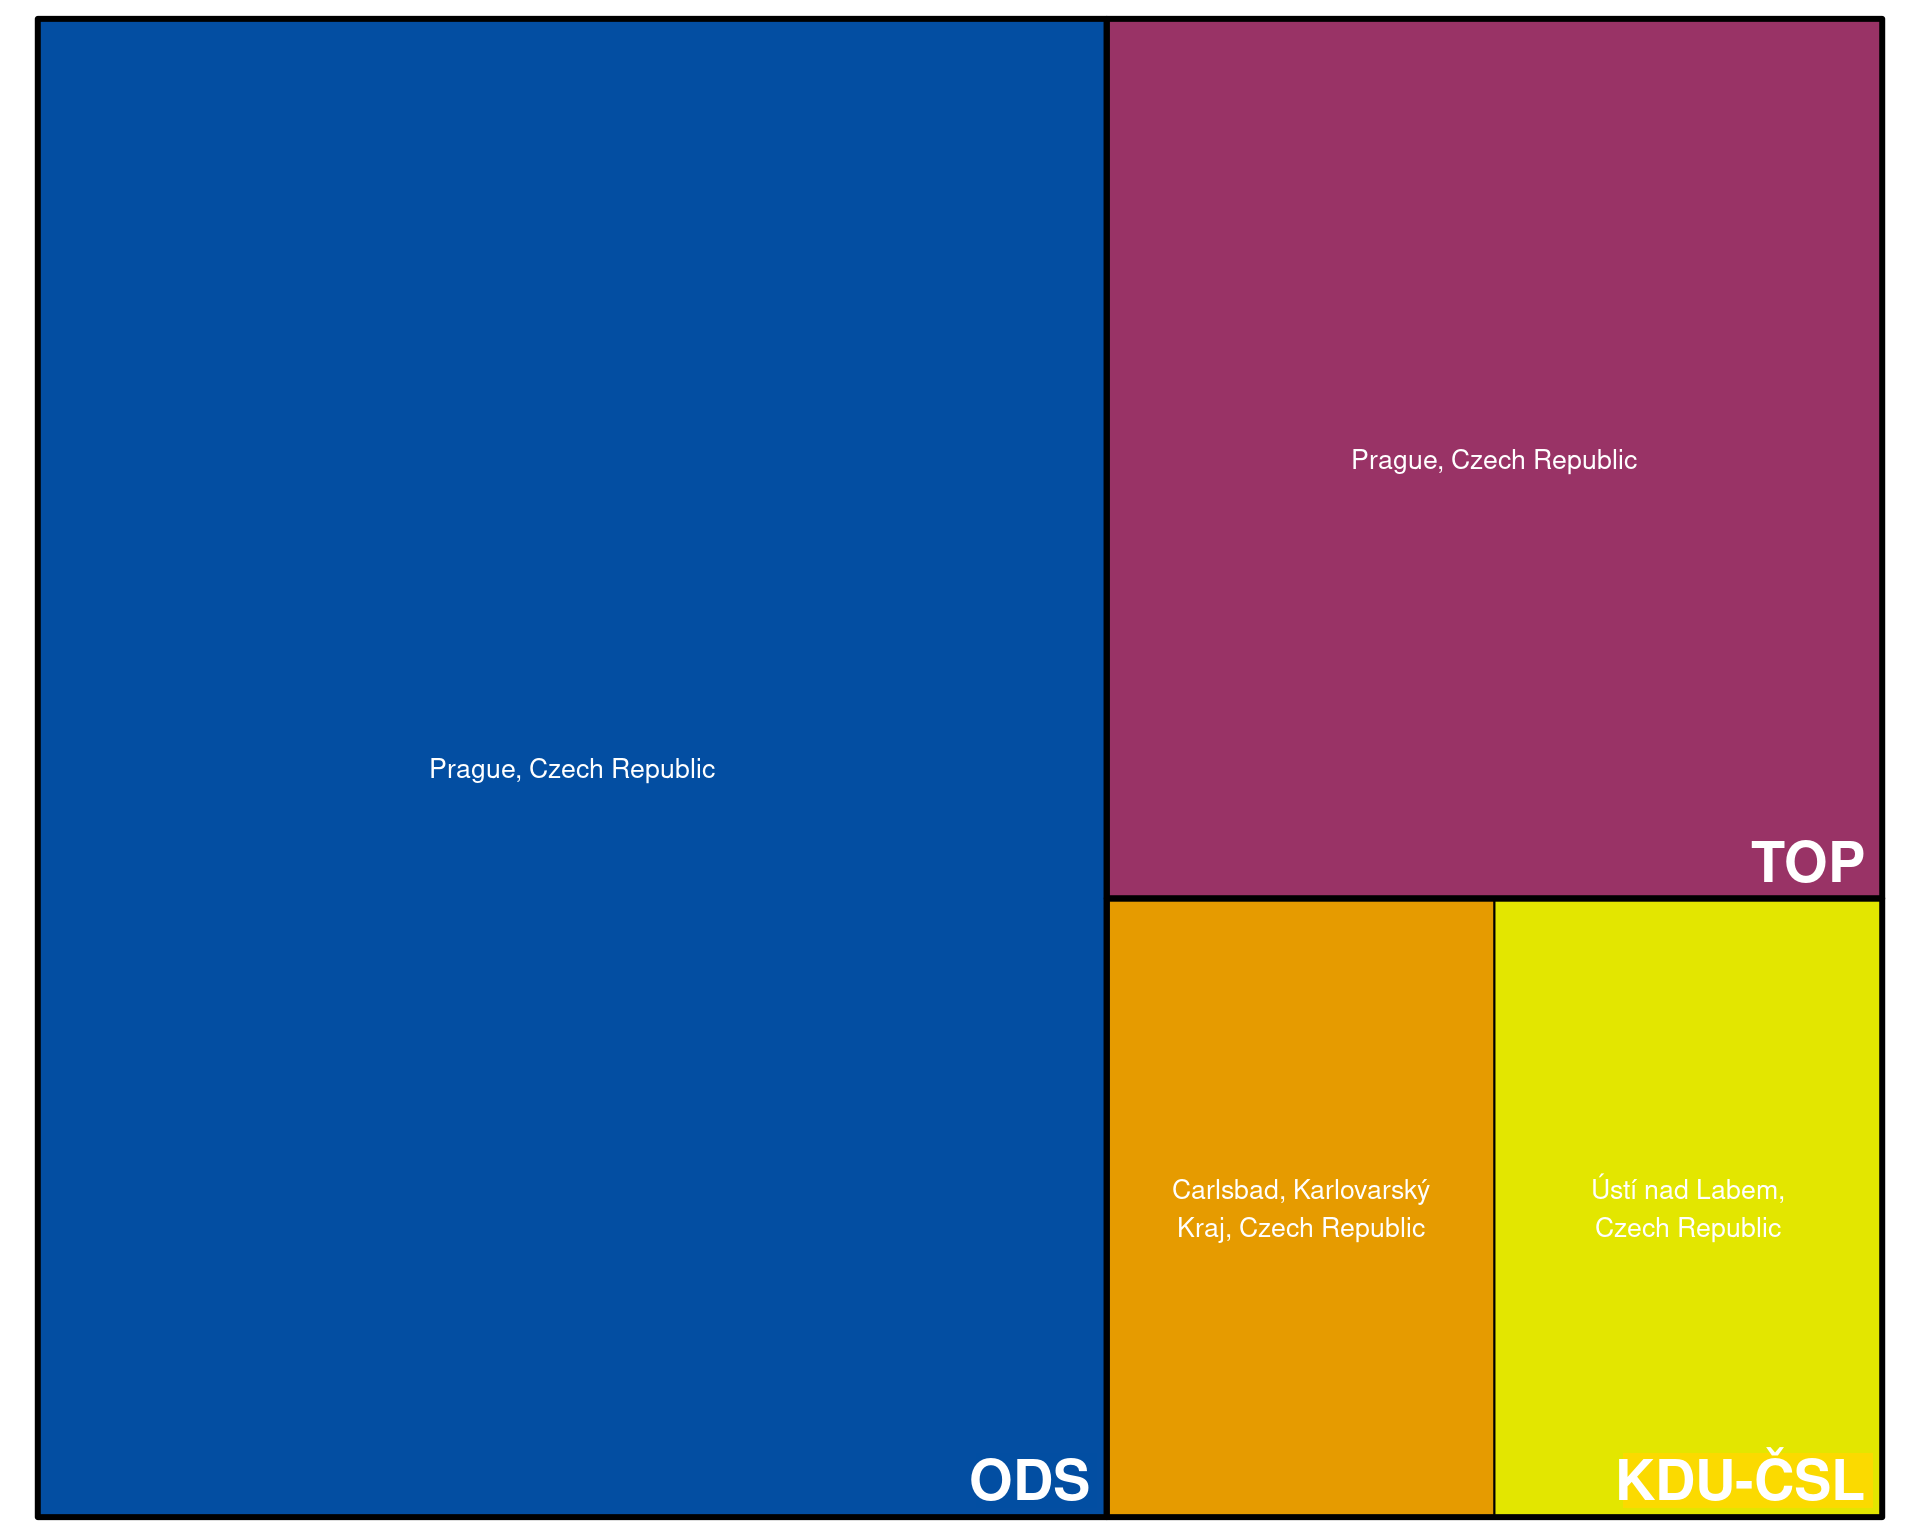 Prague, Czech Republic
ODS
Prague, Czech Republic
TOP
Carlsbad, Karlovarský
Kraj, Czech Republic
Ústí nad Labem,
Czech Republic
KDU-ČSL